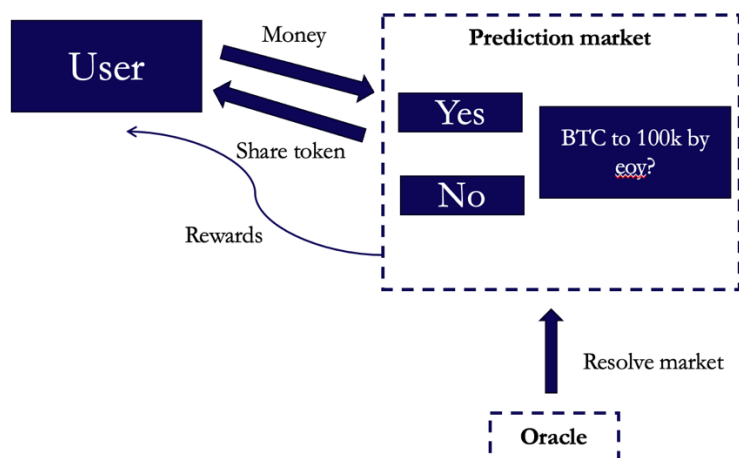 User
Money
Share token
Rewards
Prediction market
Yes
No
BTC to 100k by
eoy?
Resolve market
Oracle